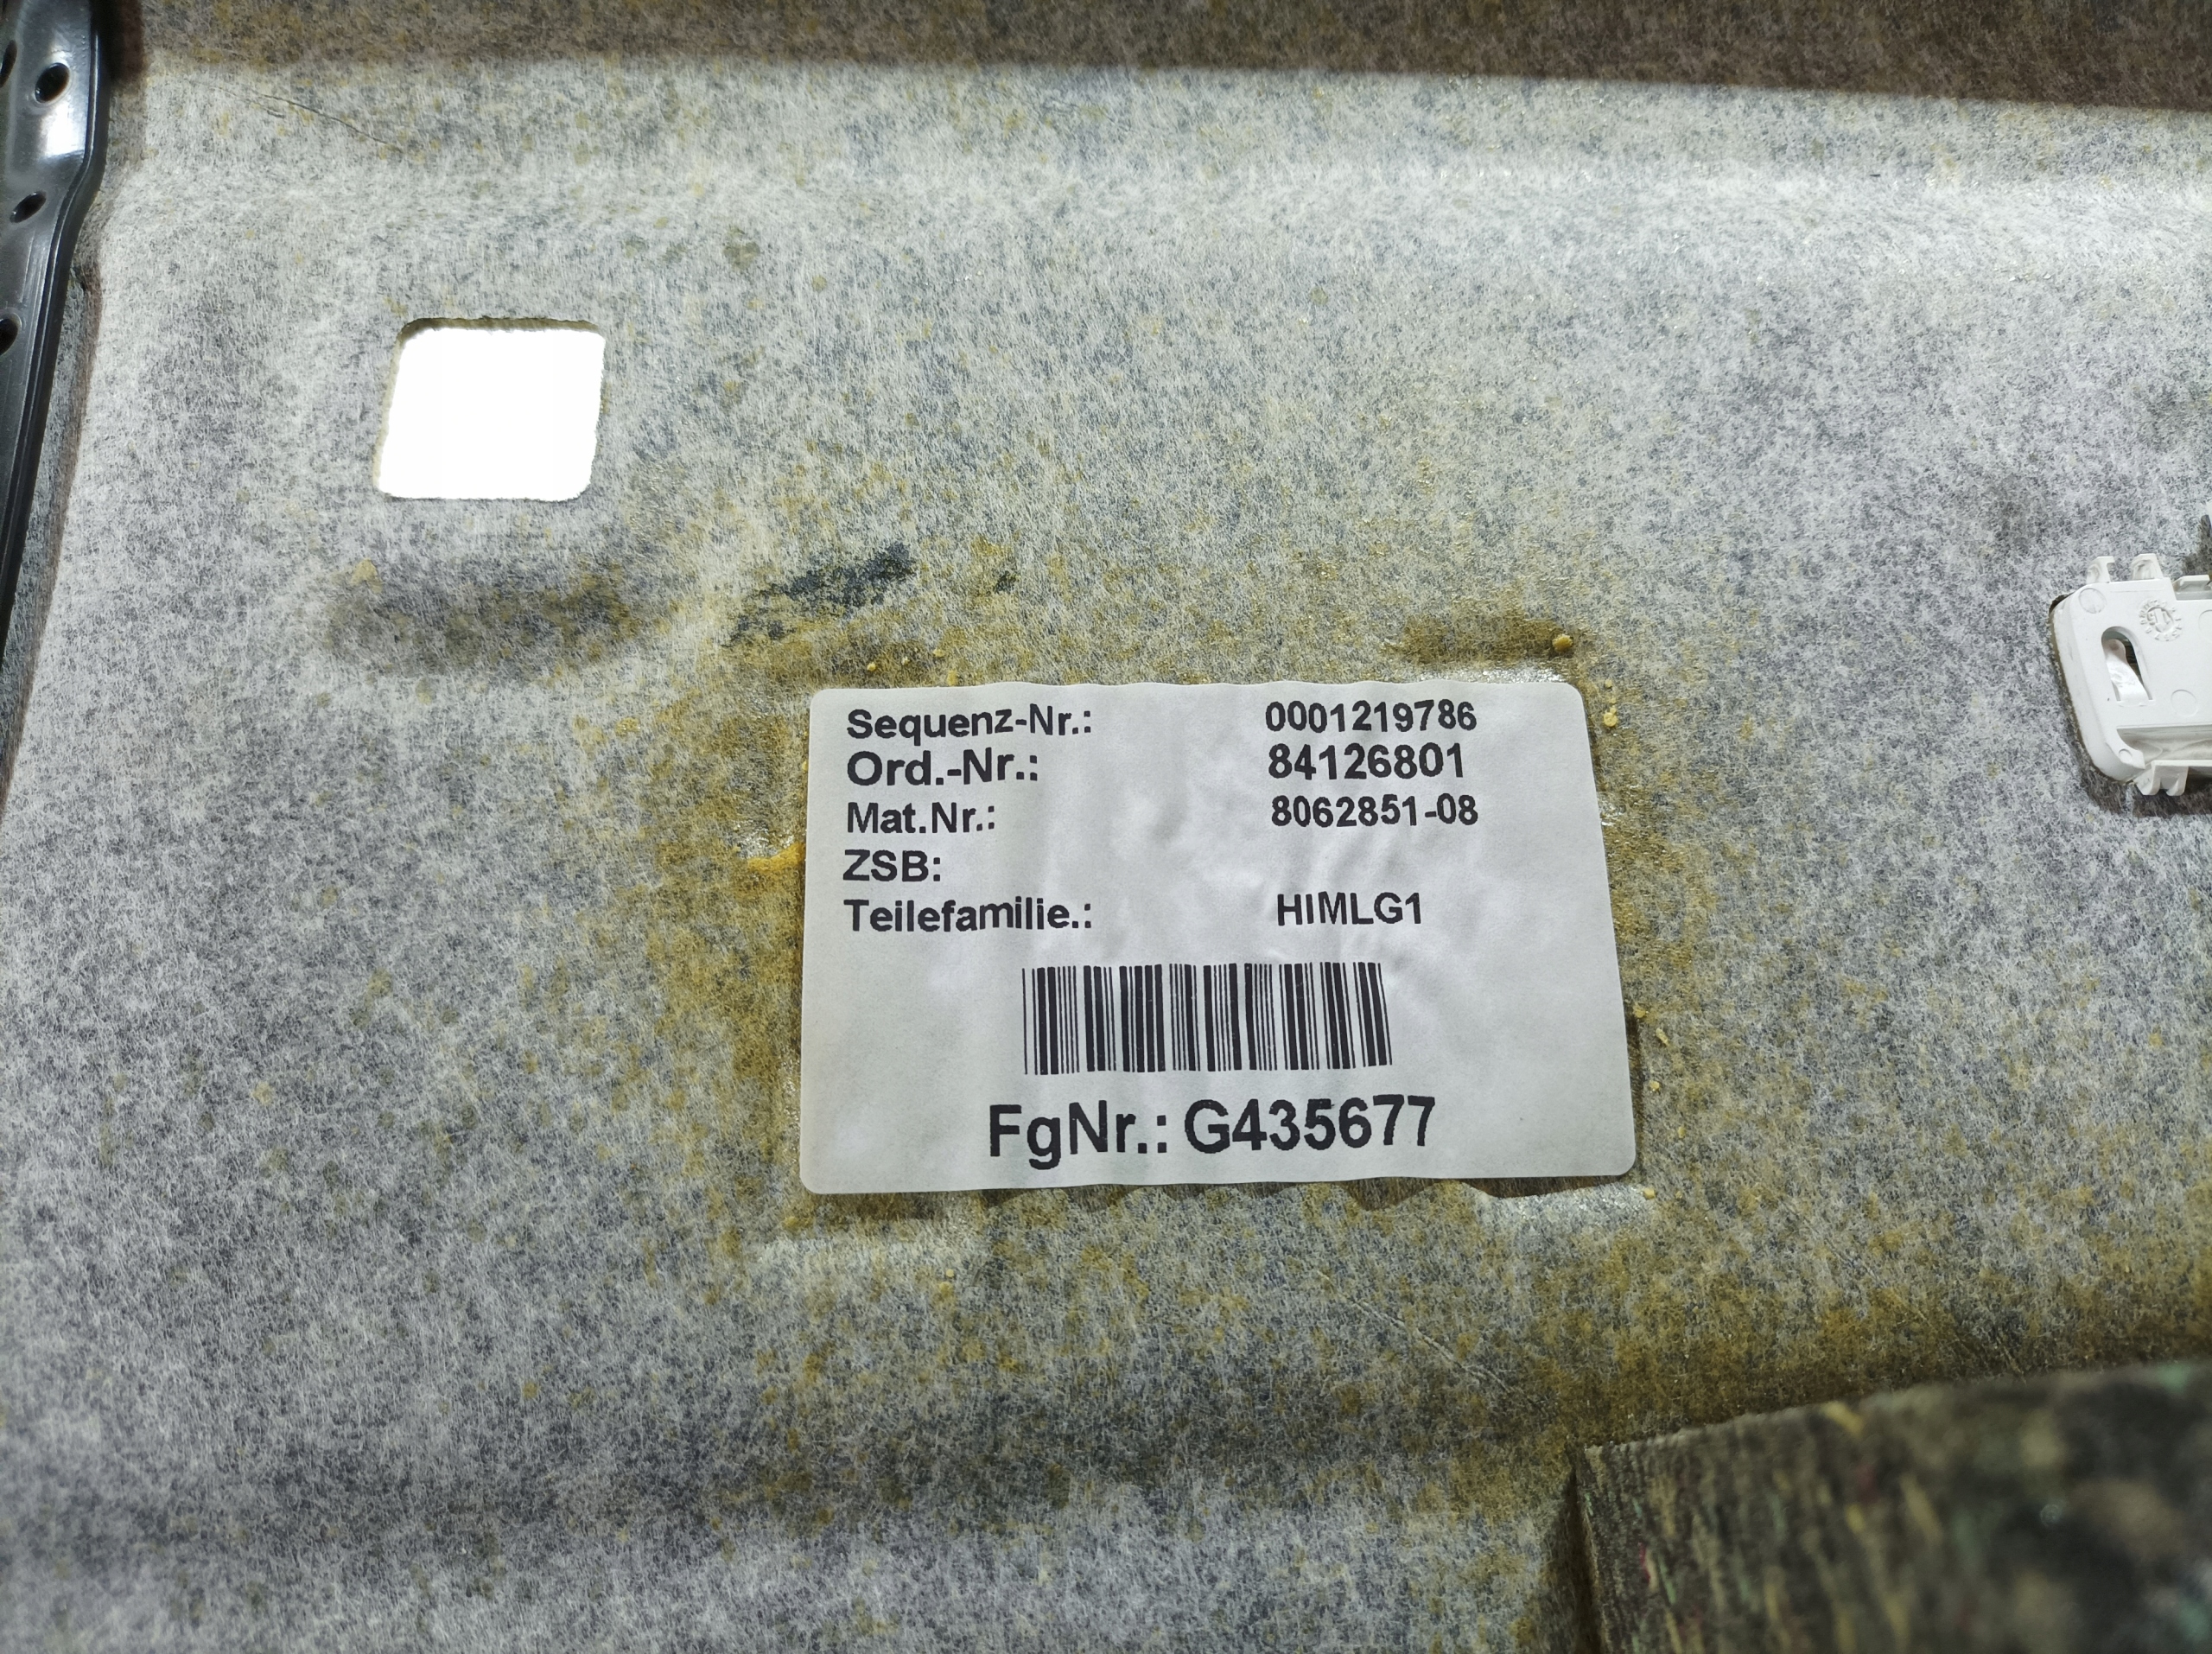 Sequenz-Nr.: 0001219786
Ord.-Nr.: 84126801
Mat.Nr.: 8062851-08
ZSB:
Teilefamilie.: HIMLG1
FgNr.: G435677